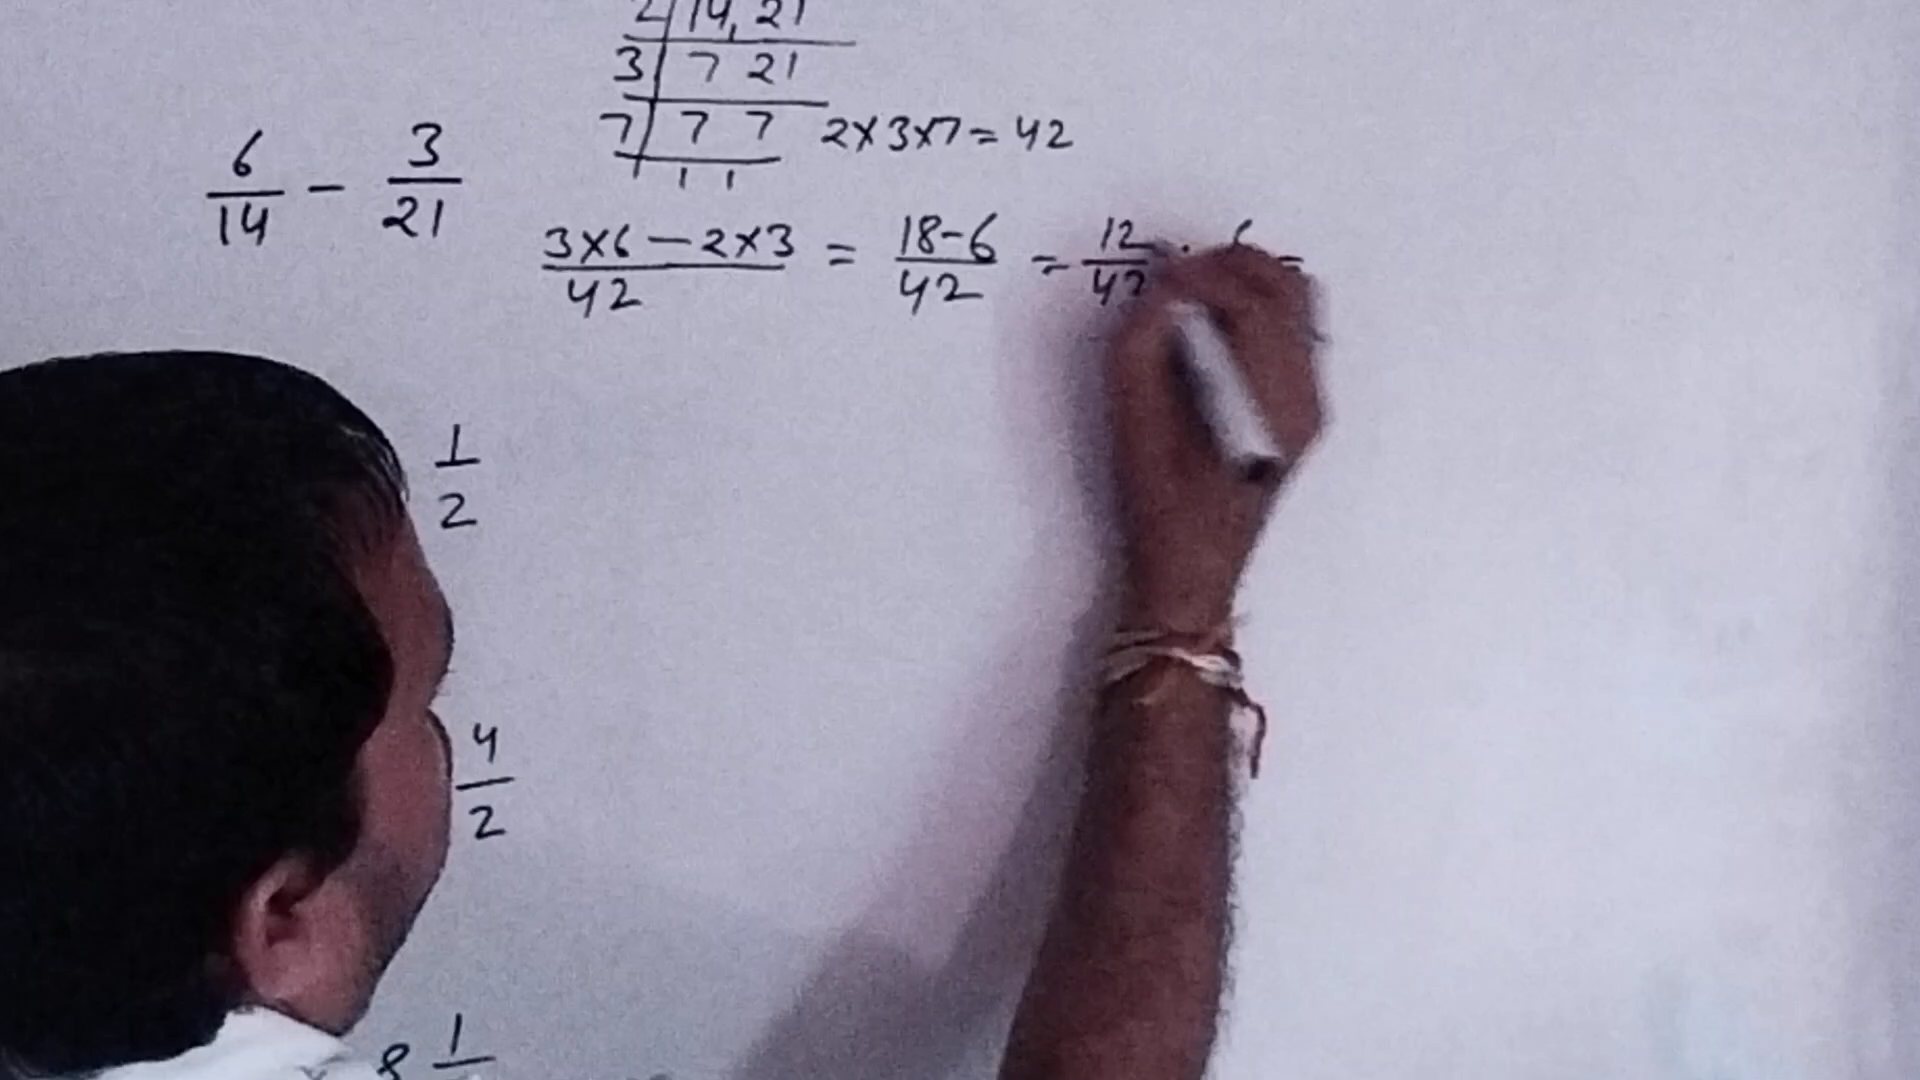 2 | 14, 21
3 | 7 21
7 | 7 7 2×3×7=42
1 1
6/14 - 3/21
3×6-2×3/42 = 18-6/42 = 12/42 ÷ 6 =
1/2
4/2
8 1